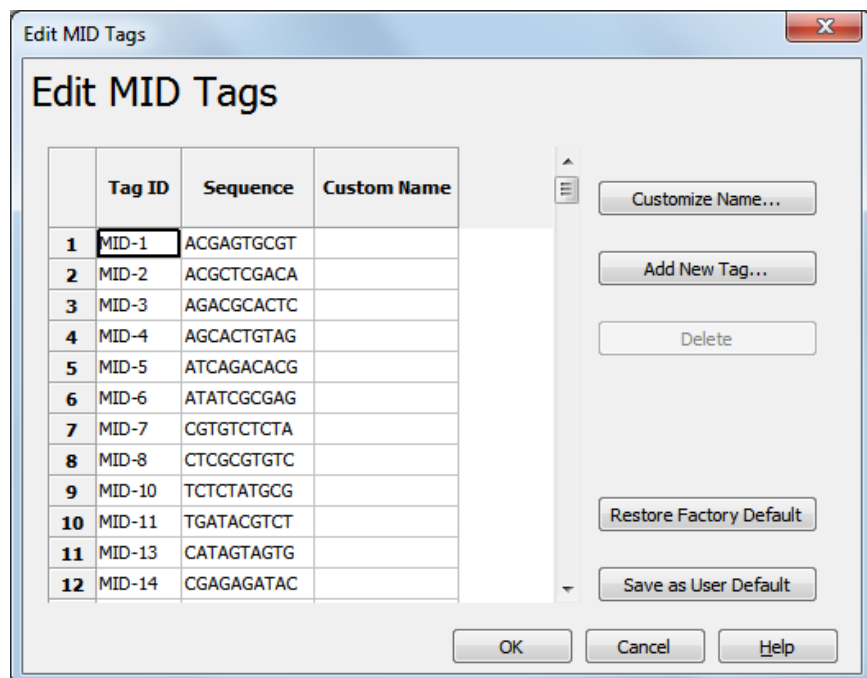 Edit MID Tags
Edit MID Tags
Tag ID Sequence Custom Name
1 MID-1 ACGAGTGCGT
2 MID-2 ACGCTCGACA
3 MID-3 AGACGCACTC
4 MID-4 AGCACTGTAG
5 MID-5 ATCAGACACG
6 MID-6 ATATCGCGAG
7 MID-7 CGTGTCTCTA
8 MID-8 CTCGCGTGTC
9 MID-10 TCTCTATGCG
10 MID-11 TGATACGTCT
11 MID-13 CATAGTAGTG
12 MID-14 CGAGAGATAC
Customize Name...
Add New Tag...
Delete
Restore Factory Default
Save as User Default
OK Cancel Help